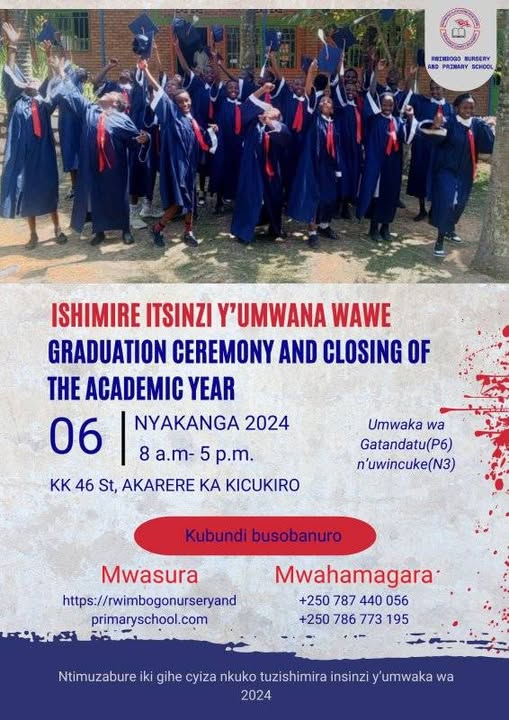 RWIMBOGO NURSERY
AND PRIMARY SCHOOL
ISHIMIRE ITSINZI Y'UMWANA WAWE
GRADUATION CEREMONY AND CLOSING OF
THE ACADEMIC YEAR
06
NYAKANGA 2024
8 a.m- 5 p.m.
Umwaka wa
Gatandatu(P6)
n'uwincuke(N3)
KK 46 St, AKARERE KA KICUKIRO
Kubundi busobanuro
Mwasura
https://rwimbogonurseryand
primaryschool.com
Mwahamagara
+250 787 440 056
+250 786 773 195
Ntimuzabure iki gihe cyiza nkuko tuzishimira insinzi y'umwaka wa
2024